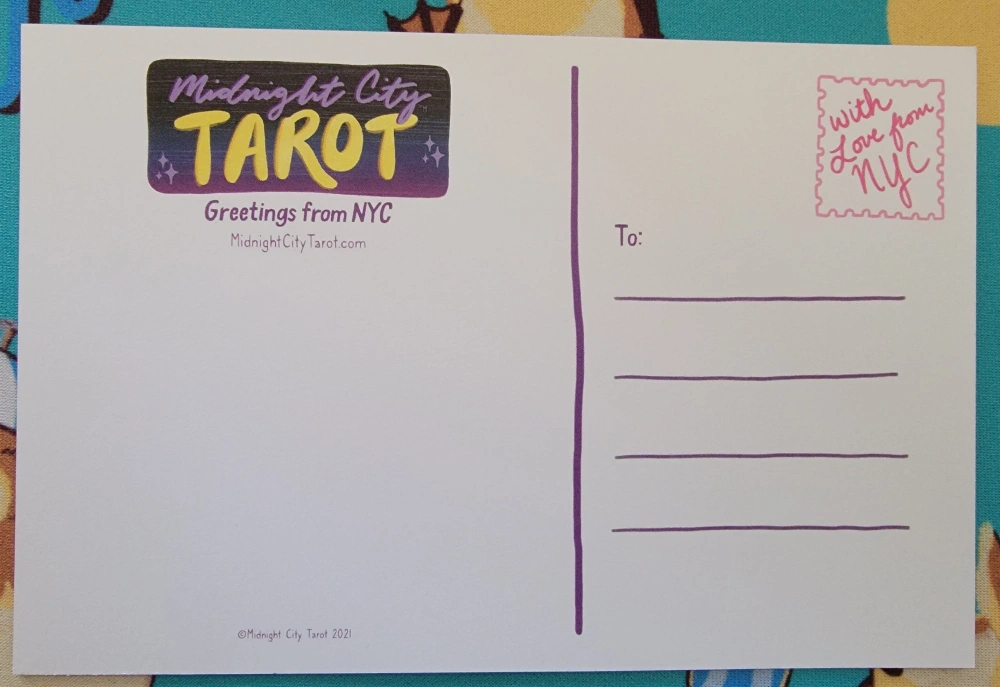 Midnight City
TAROT
Greetings from NYC
MidnightCityTarot.com
©Midnight City Tarot 2021
With
Love from
NYC
To: